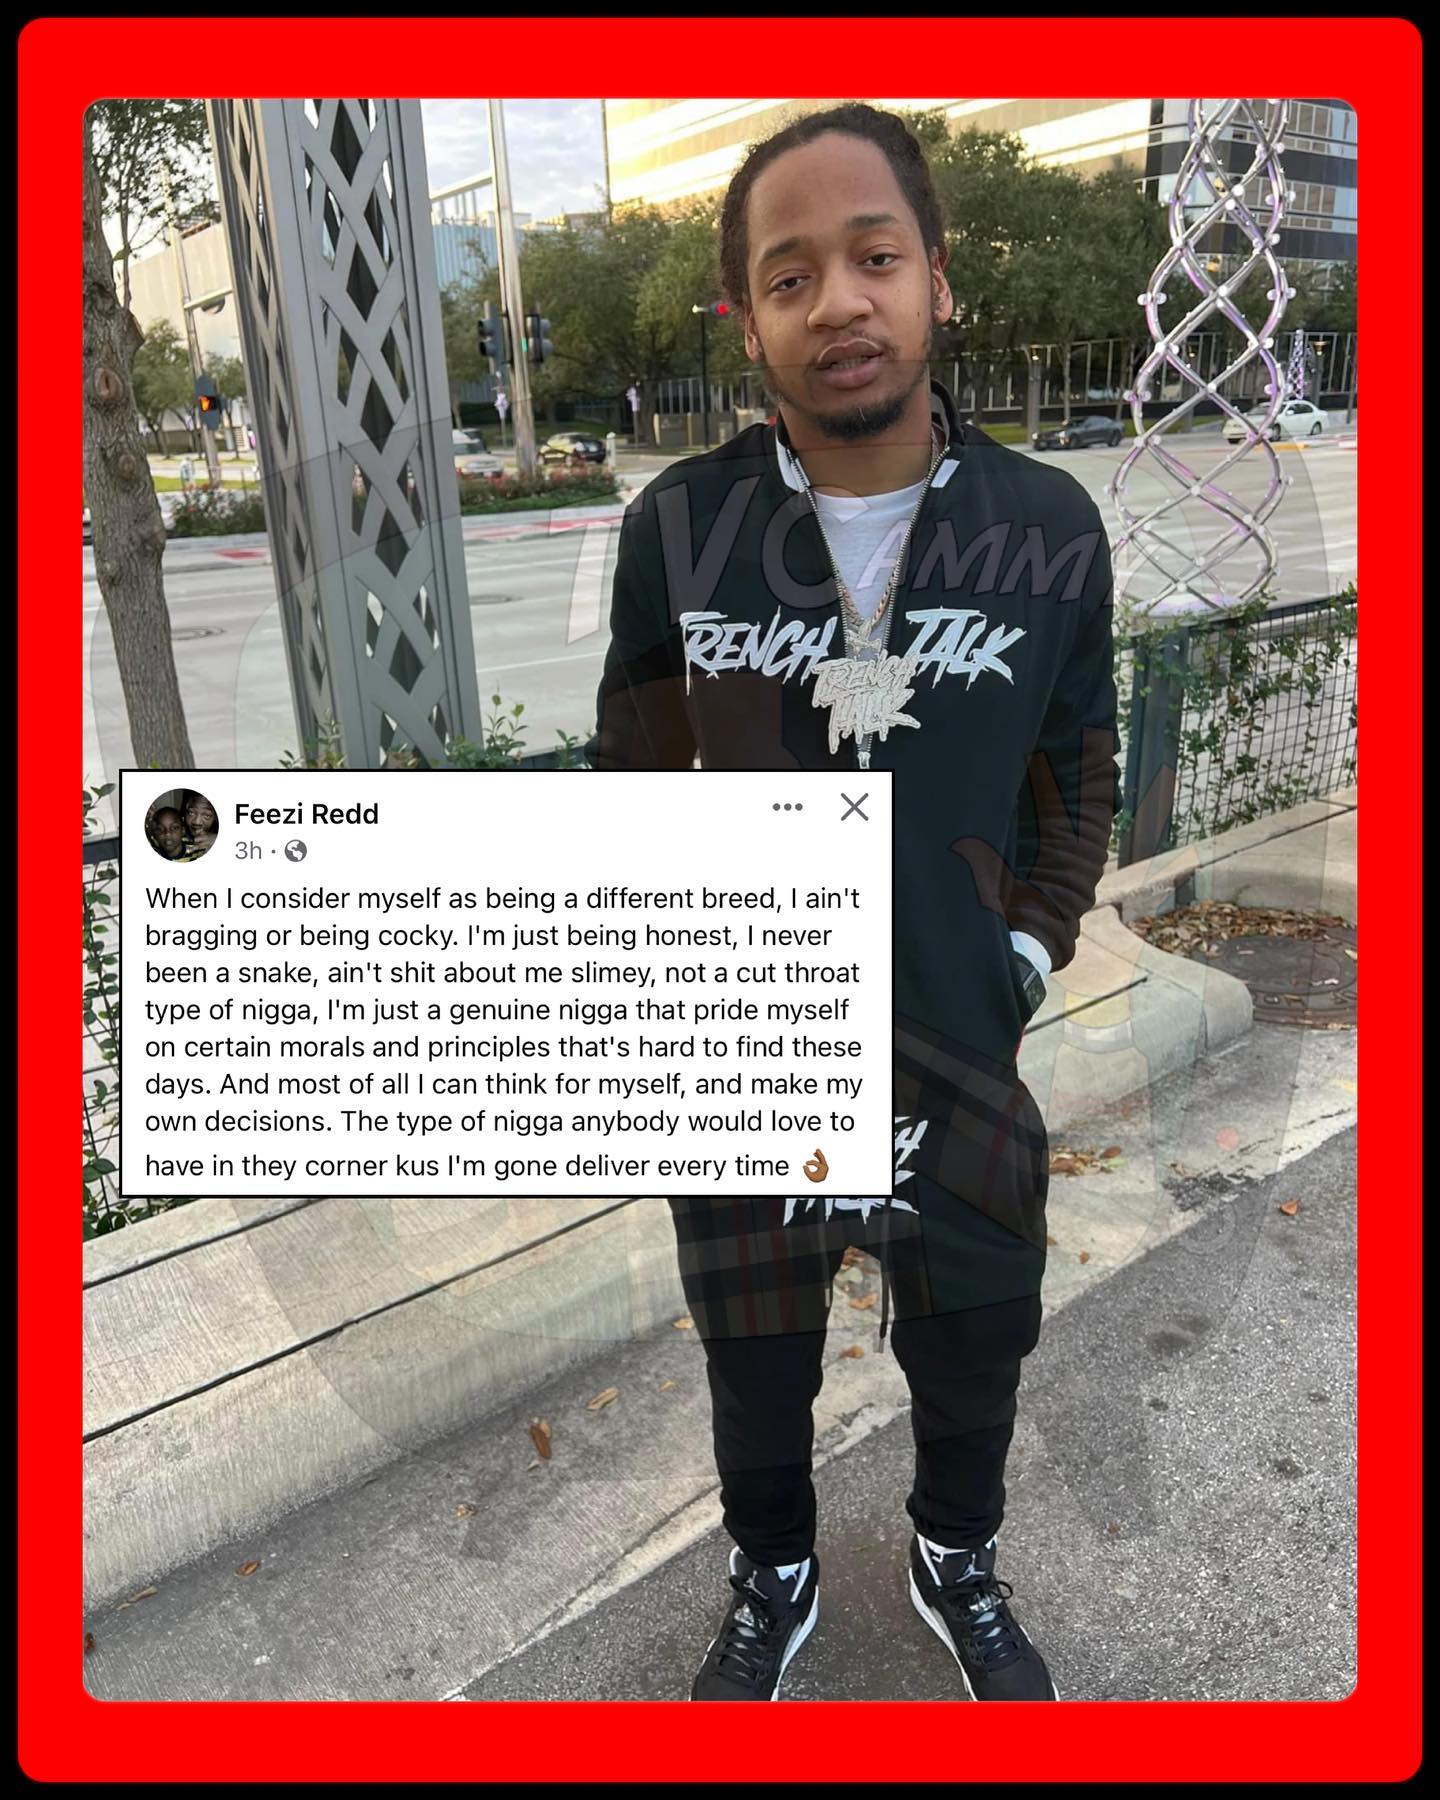 TVCAMM
TRENCH TALK
TRENCH
TALK
Feezi Redd
3h ·
When I consider myself as being a different breed, I ain't
bragging or being cocky. I'm just being honest, I never
been a snake, ain't shit about me slimey, not a cut throat
type of nigga, I'm just a genuine nigga that pride myself
on certain morals and principles that's hard to find these
days. And most of all I can think for myself, and make my
own decisions. The type of nigga anybody would love to
have in they corner kus I'm gone deliver every time 👌🏾